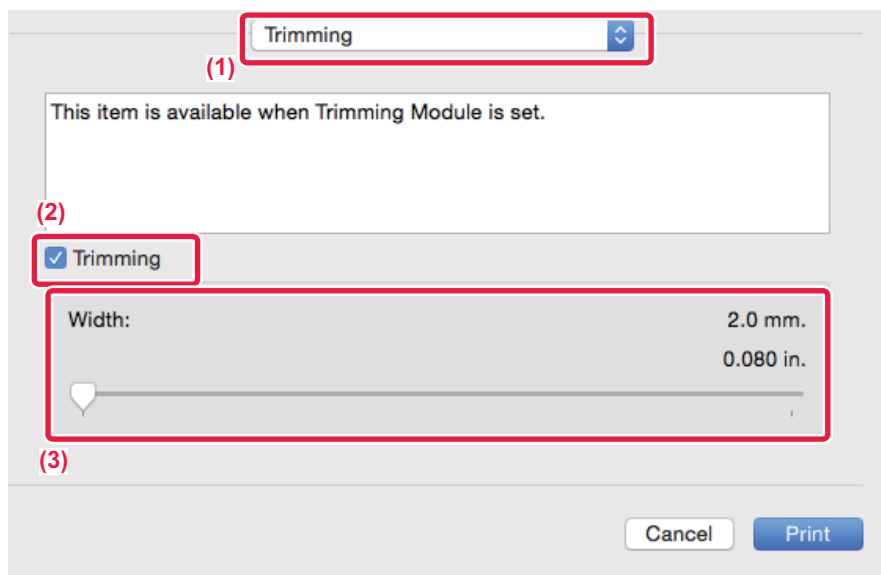 Trimming
(1)
This item is available when Trimming Module is set.
(2)
Trimming
Width: 2.0 mm.
0.080 in.
(3)
Cancel Print